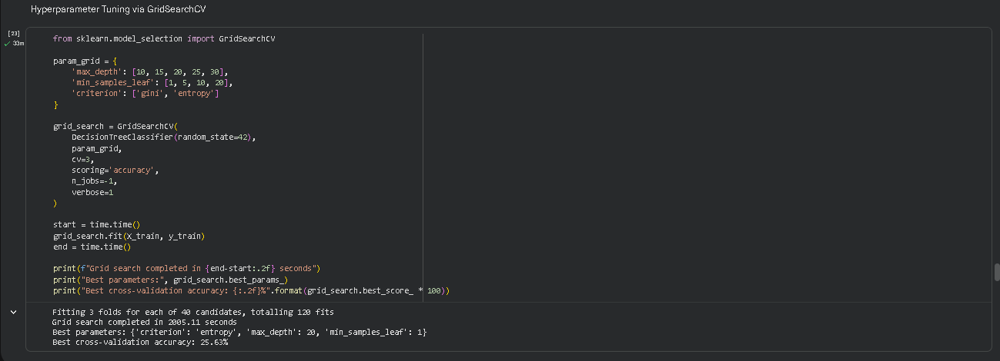 Hyperparameter Tuning via GridSearchCV
[23]
33m
from sklearn.model_selection import GridSearchCV
param_grid = {
    'max_depth': [10, 15, 20, 25, 30],
    'min_samples_leaf': [1, 5, 10, 20],
    'criterion': ['gini', 'entropy']
}
grid_search = GridSearchCV(
    DecisionTreeClassifier(random_state=42),
    param_grid,
    cv=3,
    scoring='accuracy',
    n_jobs=-1,
    verbose=1
)
start = time.time()
grid_search.fit(X_train, y_train)
end = time.time()
print(f"Grid search completed in {end-start:.2f} seconds")
print("Best parameters:", grid_search.best_params_)
print("Best cross-validation accuracy: {:.2f}%".format(grid_search.best_score_ * 100))
Fitting 3 folds for each of 40 candidates, totalling 120 fits
Grid search completed in 2005.11 seconds
Best parameters: {'criterion': 'entropy', 'max_depth': 20, 'min_samples_leaf': 1}
Best cross-validation accuracy: 25.63%